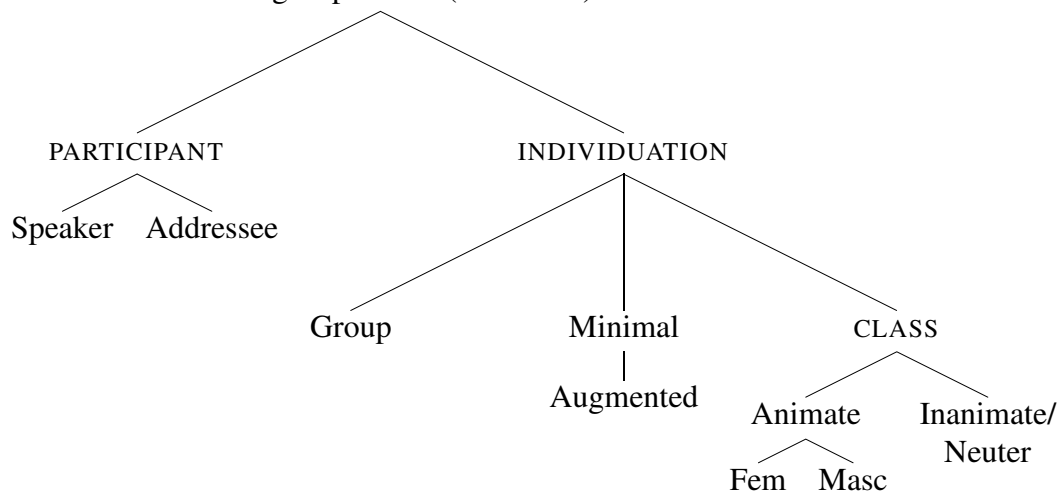 PARTICIPANT INDIVIDUATION
Speaker Addressee
Group Minimal CLASS
Augmented Animate Inanimate/
Neuter
Fem Masc